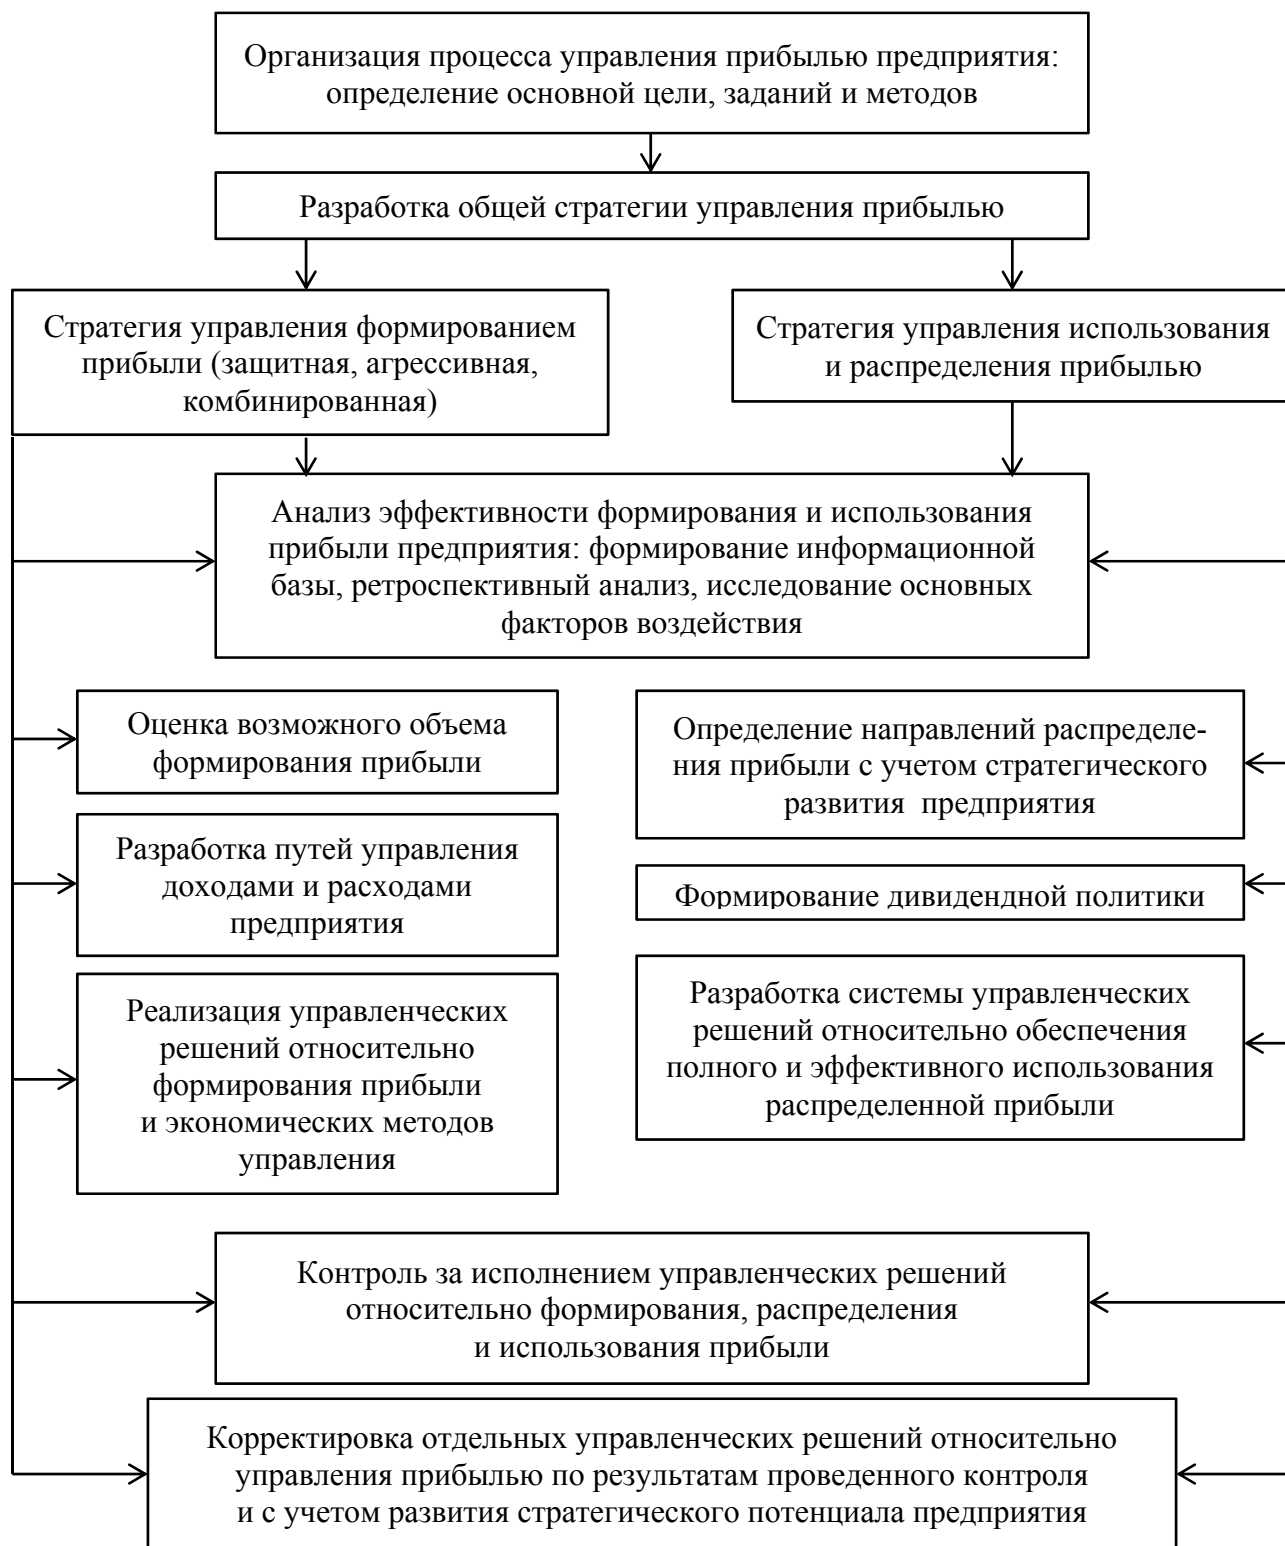 Организация процесса управления прибылью предприятия:
определение основной цели, заданий и методов
Разработка общей стратегии управления прибылью
Стратегия управления формированием
прибыли (защитная, агрессивная,
комбинированная)
Стратегия управления использования
и распределения прибылью
Анализ эффективности формирования и использования
прибыли предприятия: формирование информационной
базы, ретроспективный анализ, исследование основных
факторов воздействия
Оценка возможного объема
формирования прибыли
Разработка путей управления
доходами и расходами
предприятия
Реализация управленческих
решений относительно
формирования прибыли
и экономических методов
управления
Определение направлений распределе-
ния прибыли с учетом стратегического
развития предприятия
Формирование дивидендной политики
Разработка системы управленческих
решений относительно обеспечения
полного и эффективного использования
распределенной прибыли
Контроль за исполнением управленческих решений
относительно формирования, распределения
и использования прибыли
Корректировка отдельных управленческих решений относительно
управления прибылью по результатам проведенного контроля
и с учетом развития стратегического потенциала предприятия